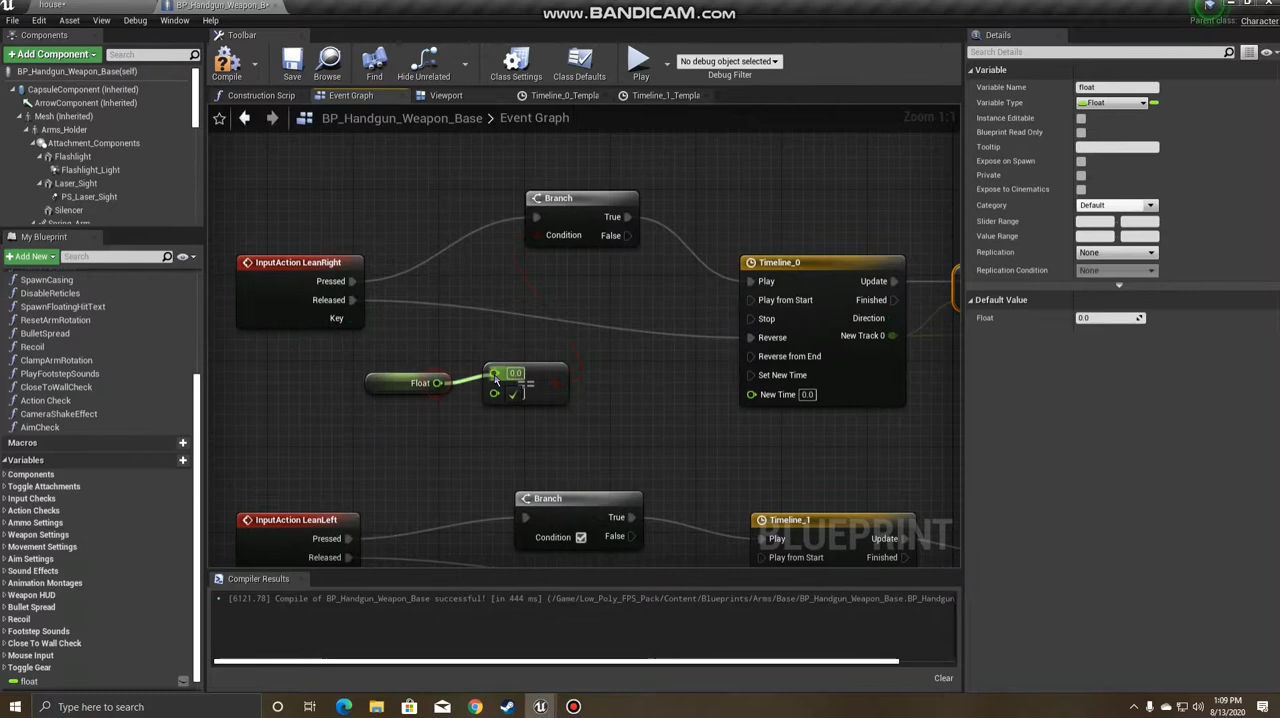 house*
BP_Handgun_Weapon_B*
www.BANDICAM.com
File Edit Asset View Debug Window Help
Parent class: Character
Components
Toolbar
Details
Add Component
Search
BP_Handgun_Weapon_Base(self)
CapsuleComponent (Inherited)
ArrowComponent (Inherited)
Mesh (Inherited)
Arms_Holder
Attachment_Components
Flashlight
Flashlight_Light
Laser_Sight
PS_Laser_Sight
Silencer
Compile
Save
Browse
Find
Hide Unrelated
Class Settings
Class Defaults
Play
No debug object selected
Debug Filter
Construction Scrip
Event Graph
Viewport
Timeline_0_Templa
Timeline_1_Templa
BP_Handgun_Weapon_Base > Event Graph
Zoom 1:1
My Blueprint
Add New
Search
SpawnCasing
DisableReticles
SpawnFloatingHitText
ResetArmRotation
BulletSpread
Recoil
ClampArmRotation
PlayFootstepSounds
CloseToWallCheck
Action Check
CameraShakeEffect
AimCheck
Macros
Variables
Components
Toggle Attachments
Input Checks
Action Checks
Ammo Settings
Weapon Settings
Movement Settings
Aim Settings
Sound Effects
Animation Montages
Weapon HUD
Bullet Spread
Recoil
Footstep Sounds
Close To Wall Check
Mouse Input
Toggle Gear
float
Branch
True
Condition
False
InputAction LeanRight
Pressed
Released
Key
Float
0.0
==
Timeline_0
Play
Update
Play from Start
Finished
Stop
Direction
Reverse
New Track 0
Reverse from End
Set New Time
New Time 0.0
Branch
True
Condition
False
InputAction LeanLeft
Pressed
Released
Timeline_1
Play
Update
Play from Start
Finished
BLUEPRINT
Compiler Results
[6121.78] Compile of BP_Handgun_Weapon_Base successful! [in 444 ms] (/Game/Low_Poly_FPS_Pack/Content/Blueprints/Arms/Base/BP_Handgun_Weapon_Base.BP_Handgun
Clear
Search Details
Variable
Variable Name float
Variable Type Float
Instance Editable
Blueprint Read Only
Tooltip
Expose on Spawn
Private
Expose to Cinematics
Category Default
Slider Range
Value Range
Replication None
Replication Condition None
Default Value
Float 0.0
Type here to search
1:09 PM
8/13/2020